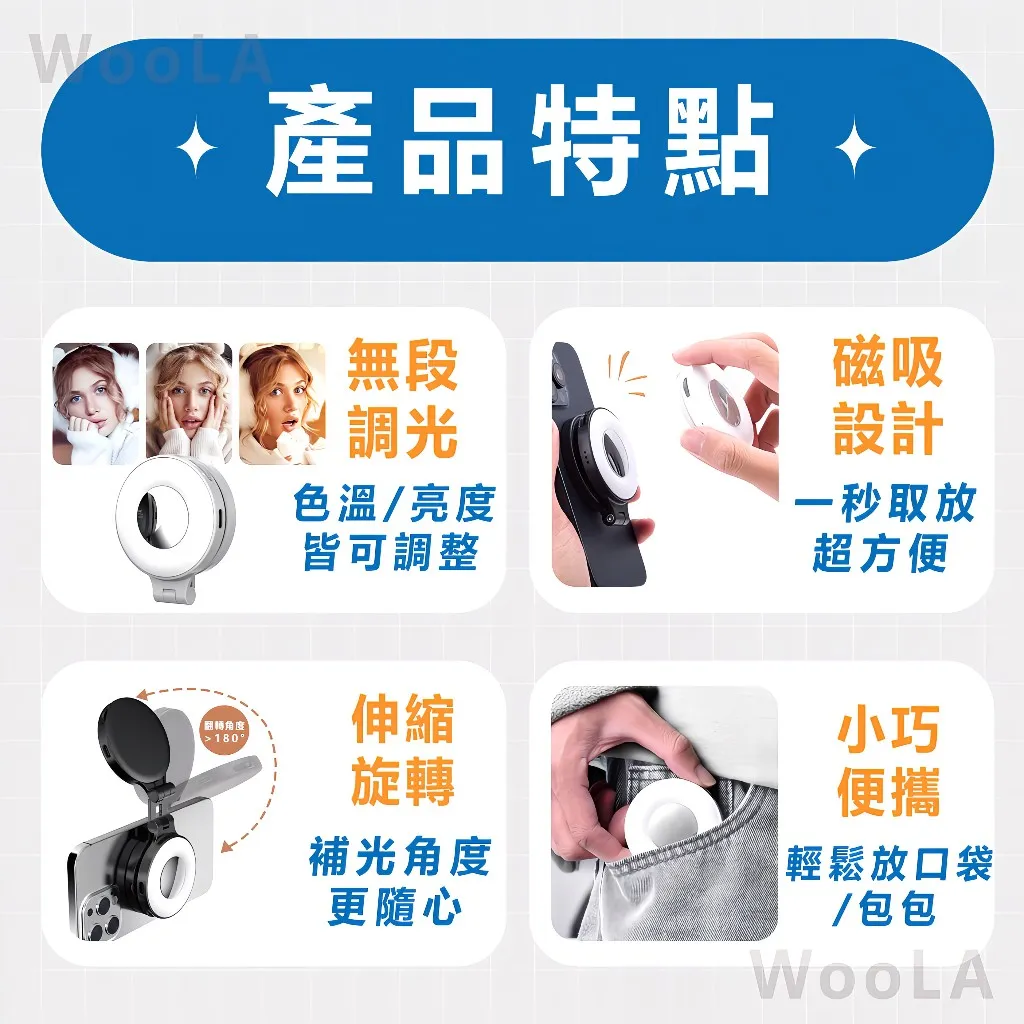 WooLA
產品特點
無段
調光
色溫/亮度
皆可調整
磁吸
設計
一秒取放
超方便
翻轉角度
>180°
伸縮
旋轉
補光角度
更隨心
小巧
便攜
輕鬆放口袋
/包包
WooLA